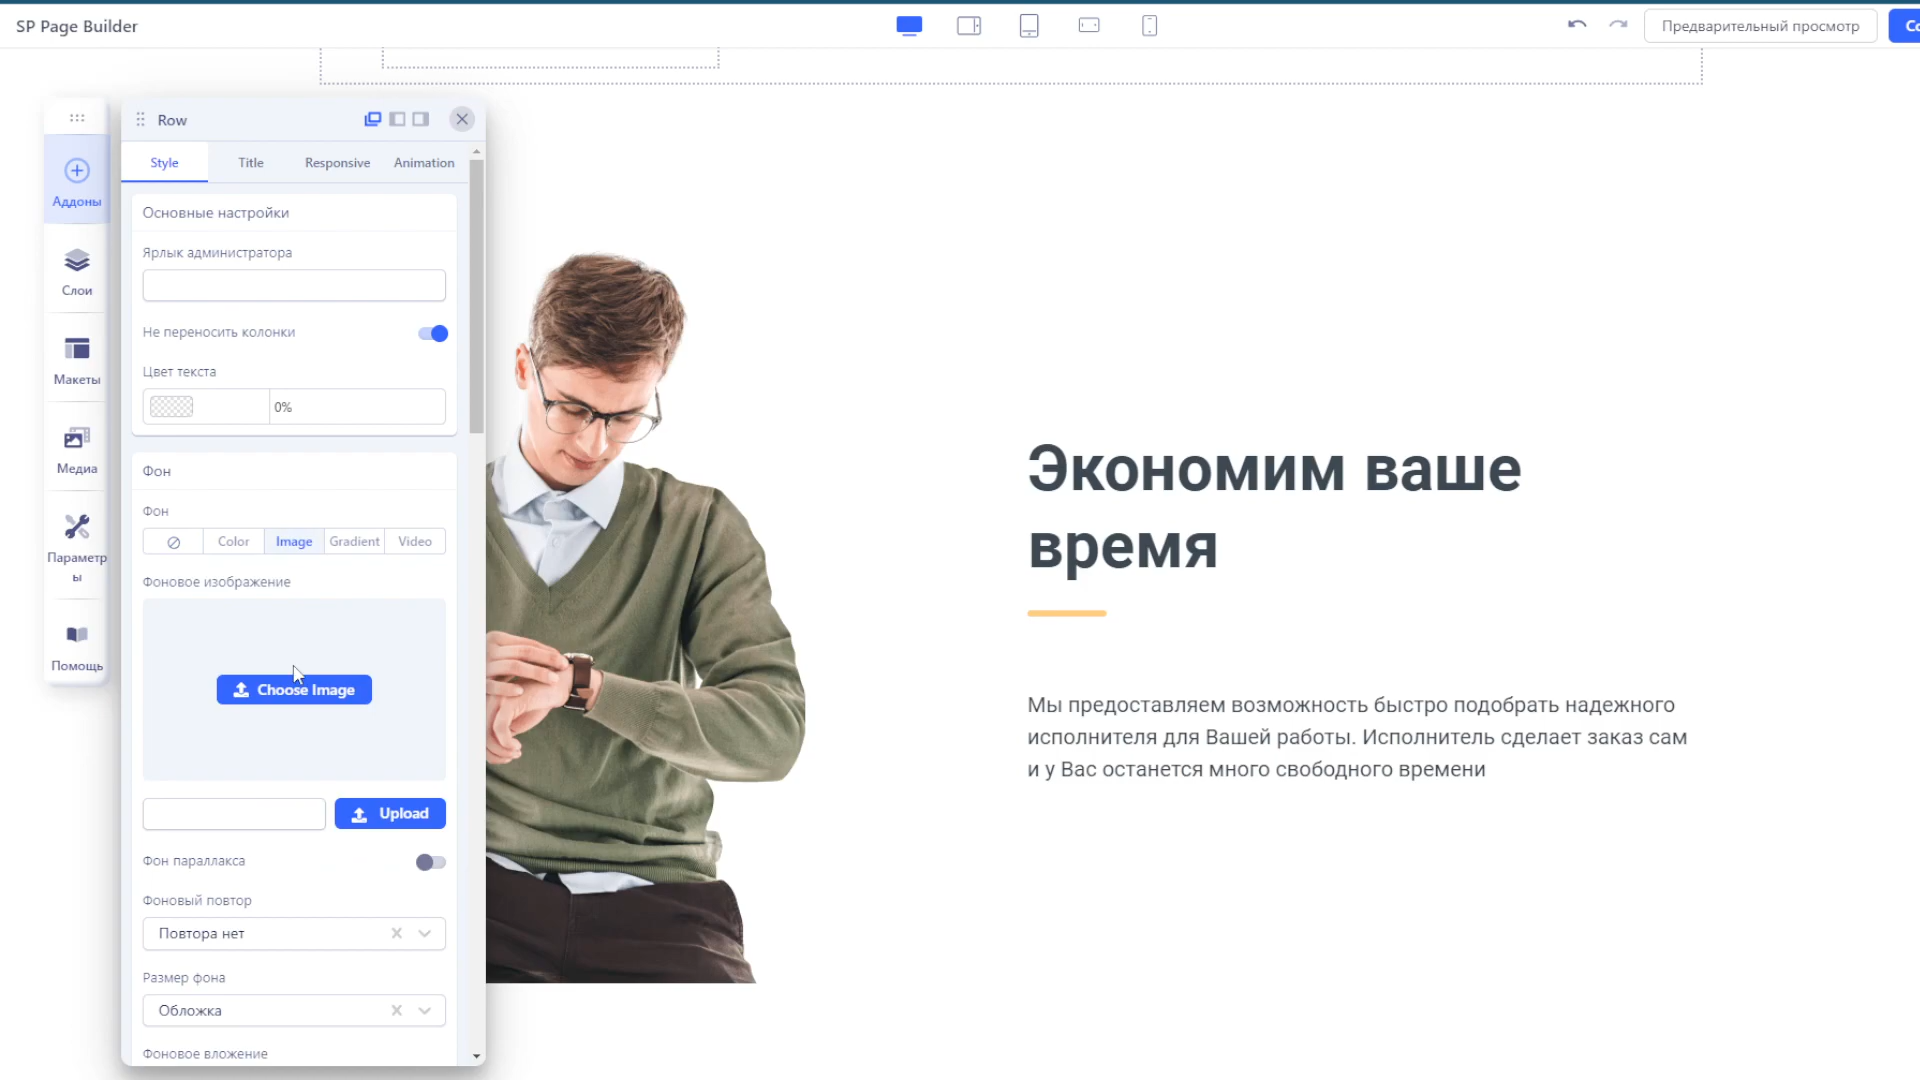 SP Page Builder
Предварительный просмотр
Со
Row
Style
Title
Responsive
Animation
Аддоны
Слои
Макеты
Медиа
Параметр
ы
Помощь
Основные настройки
Ярлык администратора
Не переносить колонки
Цвет текста
0%
Фон
Фон
Color
Image
Gradient
Video
Фоновое изображение
Choose Image
Upload
Фон параллакса
Фоновый повтор
Повтора нет
Размер фона
Обложка
Фоновое вложение
Экономим ваше
время
Мы предоставляем возможность быстро подобрать надежного
исполнителя для Вашей работы. Исполнитель сделает заказ сам
и у Вас останется много свободного времени